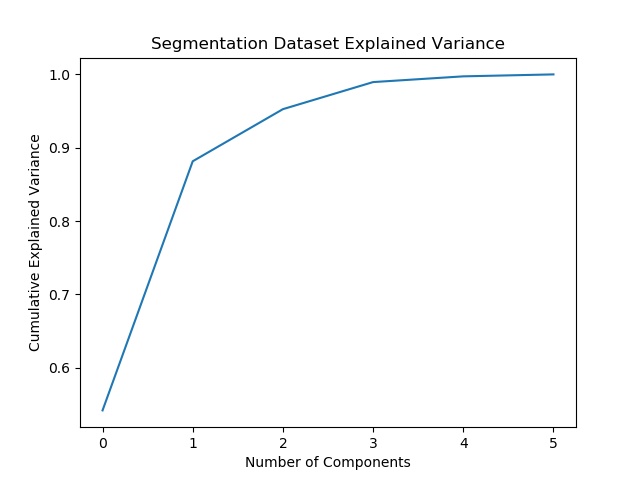 Segmentation Dataset Explained Variance
1.0
0.9
0.8
0.7
0.6
Cumulative Explained Variance
0 1 2 3 4 5
Number of Components